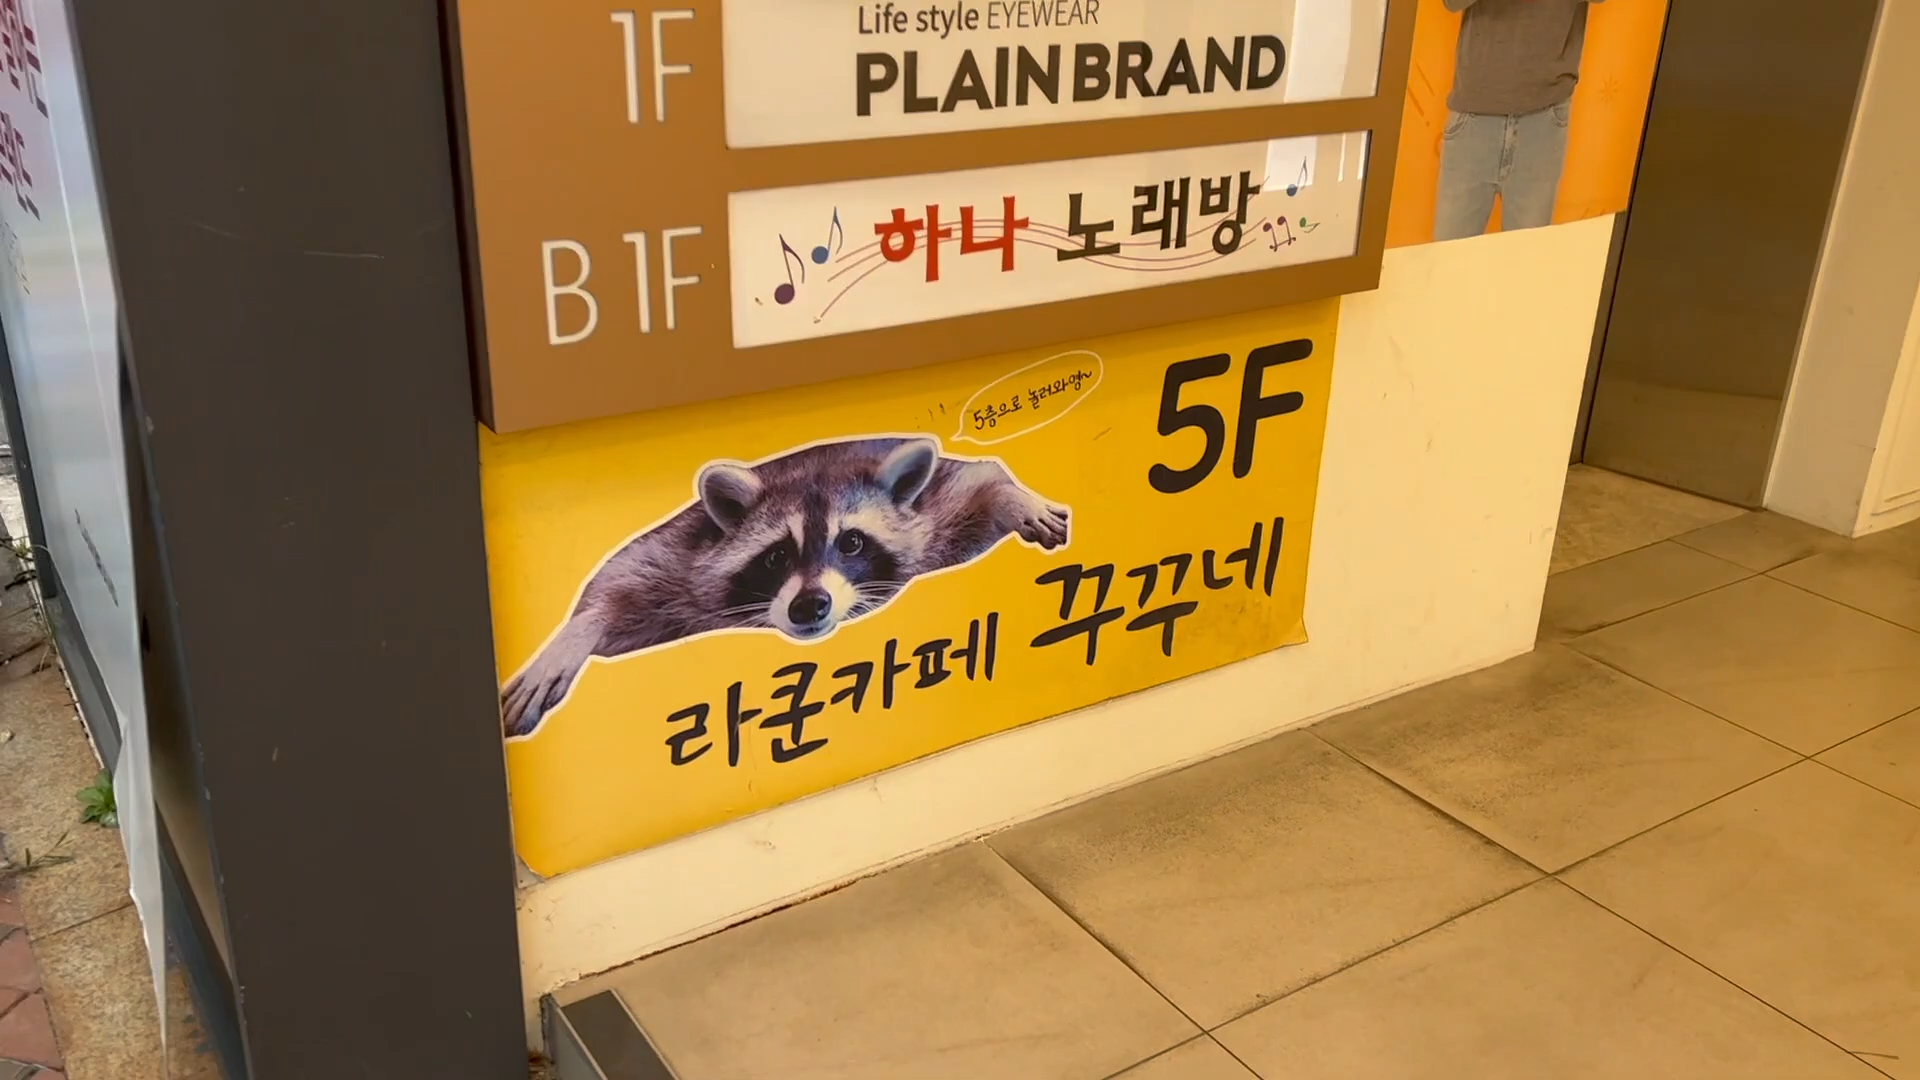 1F
Life style EYEWEAR
PLAIN BRAND
B 1F
하나 노래방
5층으로 놀러와영~
5F
라쿤카페 꾸꾸네